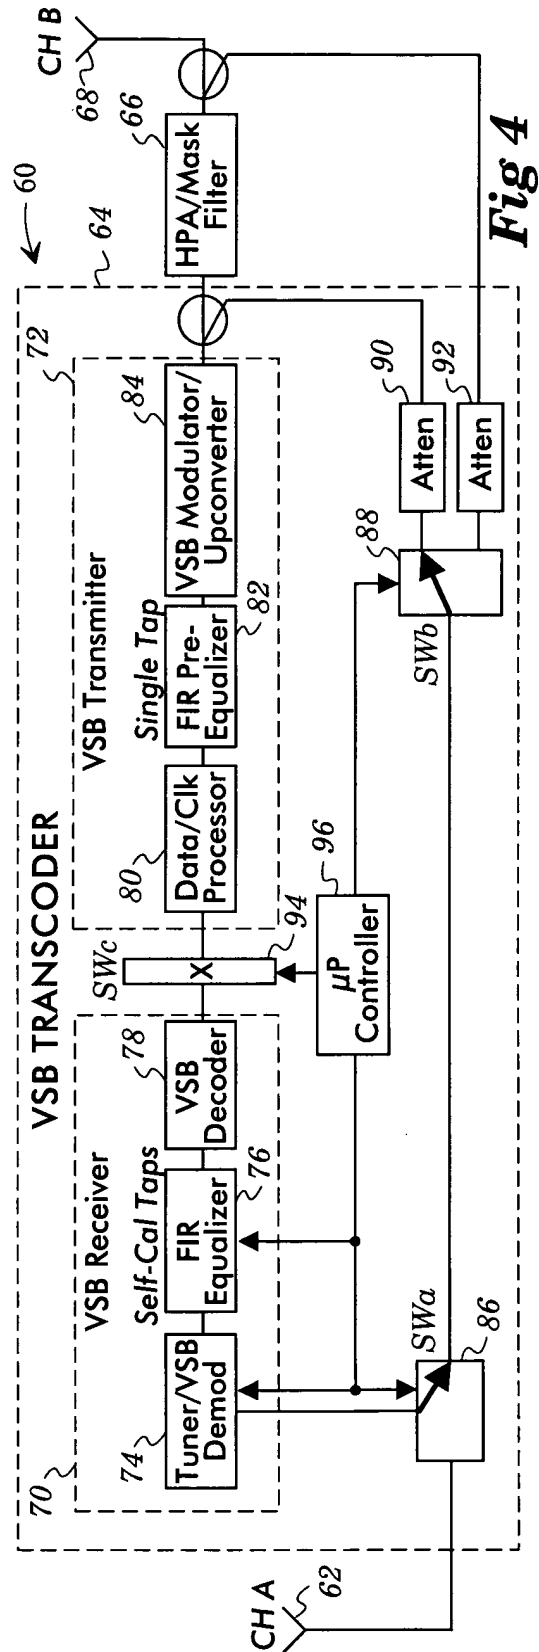 60
VSB TRANSCODER
64
72
70
VSB Receiver
VSB Transmitter
CH A
62
CH B
68
74
Tuner/VSB
Demod
Self-Cal Taps
FIR
Equalizer
76
78
VSB
Decoder
SWc
X
94
80
Data/Clk
Processor
Single Tap
FIR Pre-
Equalizer
82
84
VSB Modulator/
Upconverter
66
HPA/Mask
Filter
96
µP
Controller
SWa
86
SWb
88
90
Atten
92
Atten
Fig 4